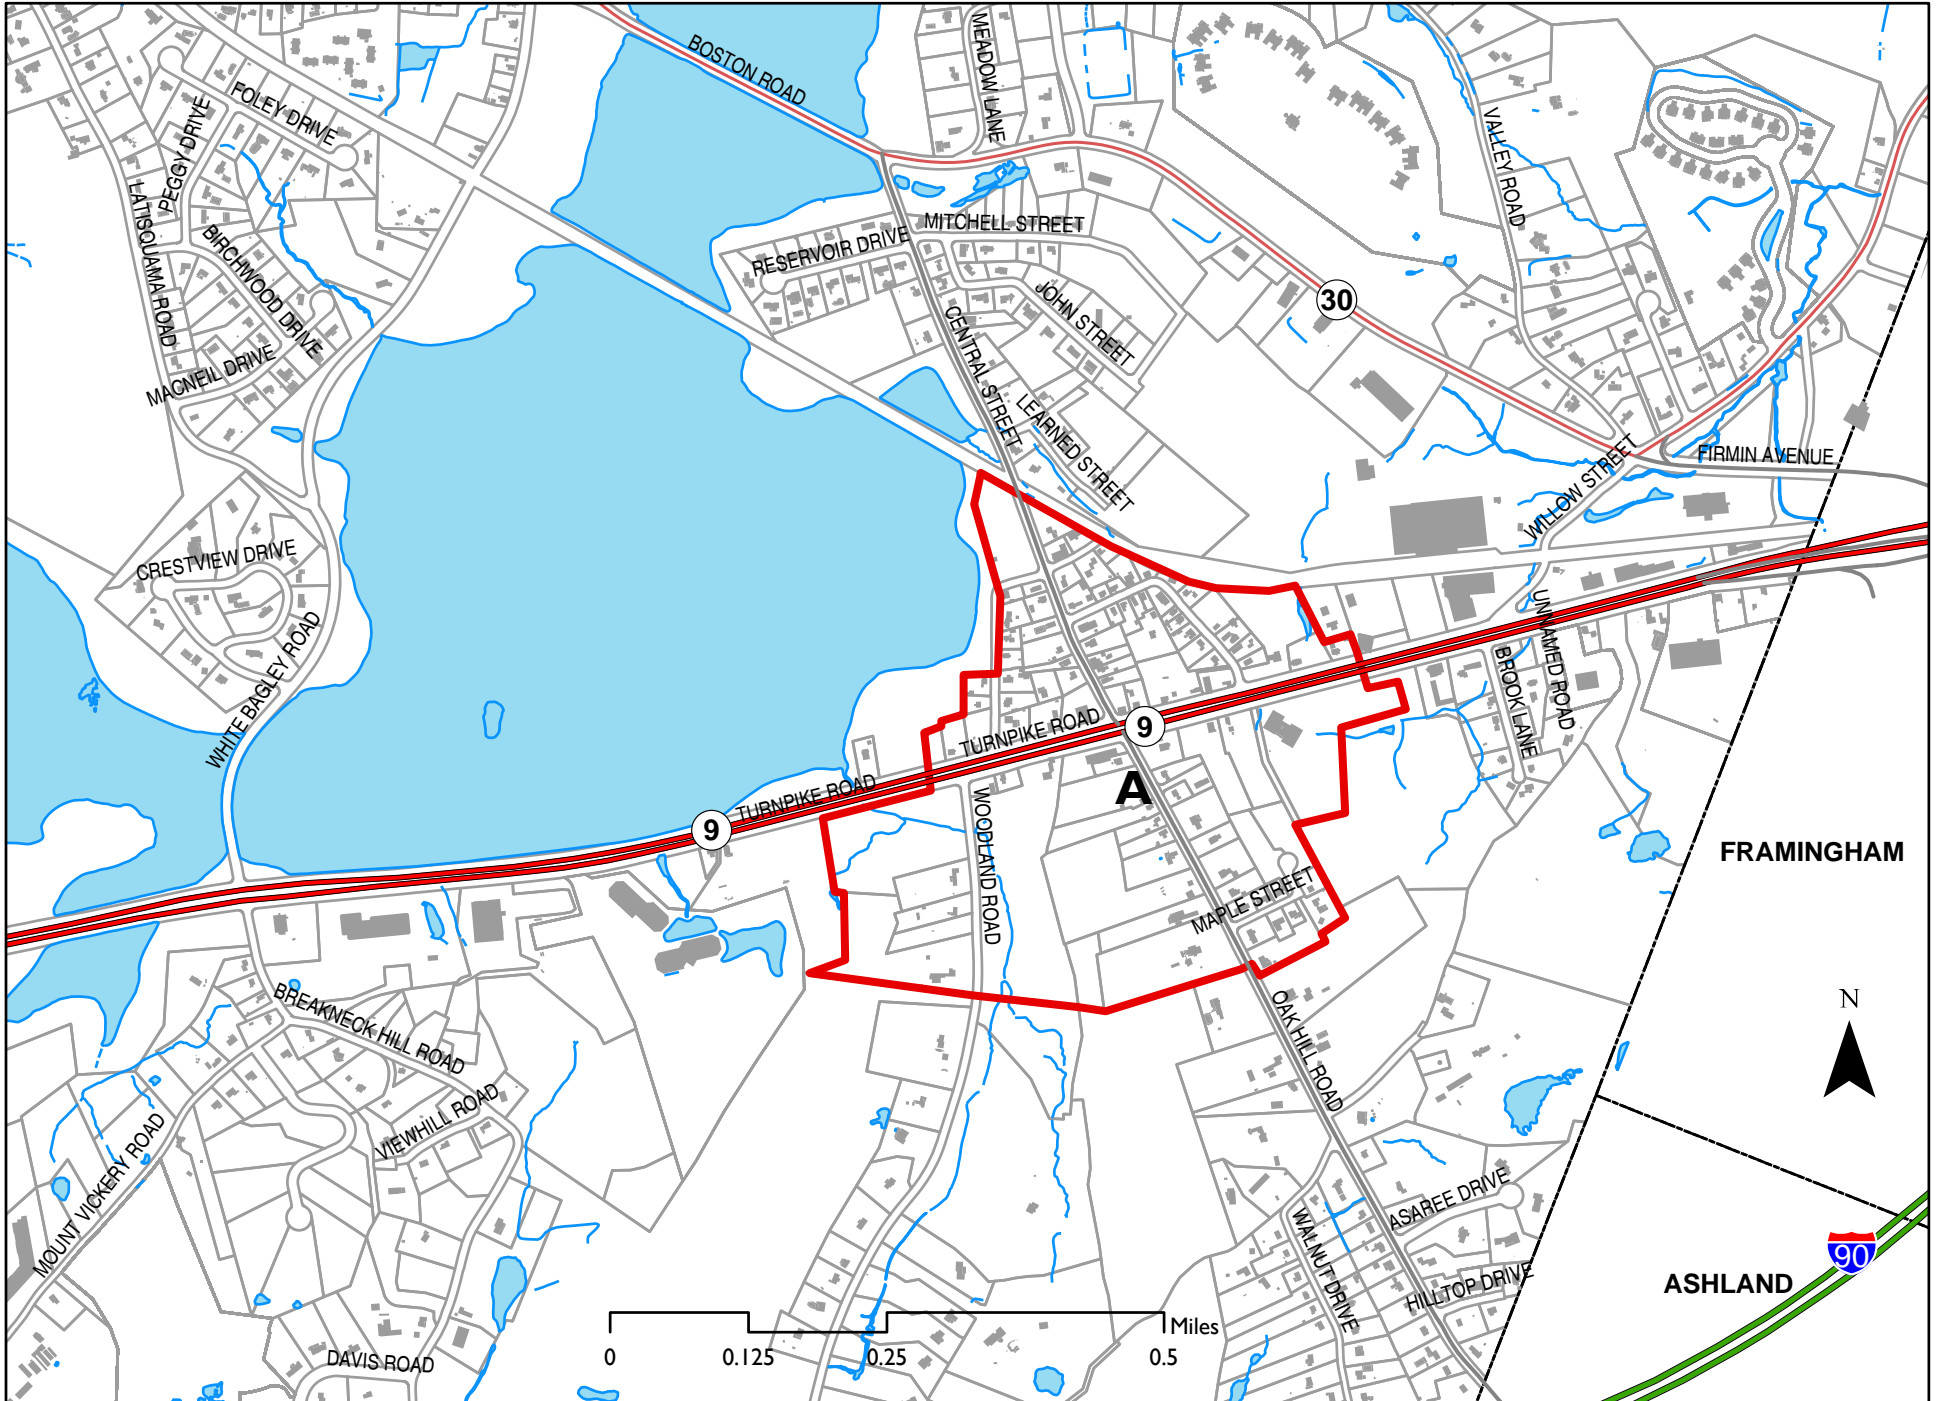 BOSTON ROAD
MEADOW LANE
FOLEY DRIVE
PEGGY DRIVE
VALLEY ROAD
LATISQUAMA ROAD
BIRCHWOOD DRIVE
MITCHELL STREET
RESERVOIR DRIVE
JOHN STREET
30
CENTRAL STREET
MACNEIL DRIVE
LEARNED STREET
WILLOW STREET
FIRMIN AVENUE
CRESTVIEW DRIVE
WHITE BAGLEY ROAD
UNNAMED ROAD
BROOK LANE
TURNPIKE ROAD
9
A
TURNPIKE ROAD
9
WOODLAND ROAD
FRAMINGHAM
MAPLE STREET
OAK HILL ROAD
N
BREAKNECK HILL ROAD
VIEWHILL ROAD
MOUNT VICKERY ROAD
ASAREE DRIVE
WALNUT DRIVE
HILLTOP DRIVE
90
ASHLAND
Miles
0 0.125 0.25 0.5
DAVIS ROAD